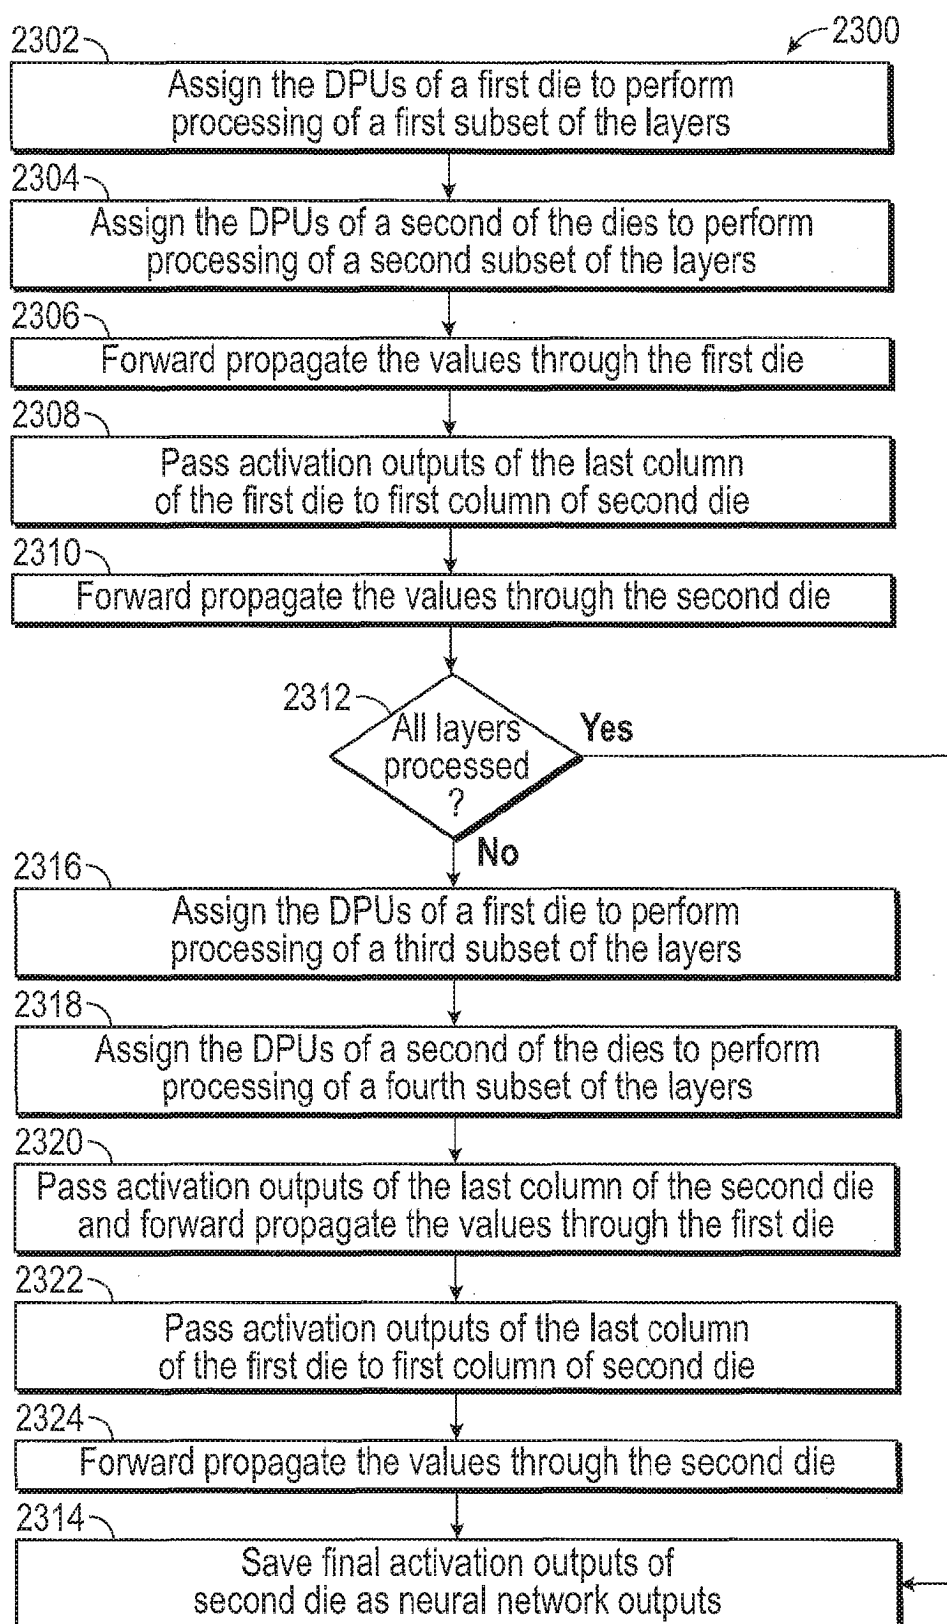 2300
2302
Assign the DPUs of a first die to perform
processing of a first subset of the layers
2304
Assign the DPUs of a second of the dies to perform
processing of a second subset of the layers
2306
Forward propagate the values through the first die
2308
Pass activation outputs of the last column
of the first die to first column of second die
2310
Forward propagate the values through the second die
2312
All layers
processed
?
Yes
No
2316
Assign the DPUs of a first die to perform
processing of a third subset of the layers
2318
Assign the DPUs of a second of the dies to perform
processing of a fourth subset of the layers
2320
Pass activation outputs of the last column of the second die
and forward propagate the values through the first die
2322
Pass activation outputs of the last column
of the first die to first column of second die
2324
Forward propagate the values through the second die
2314
Save final activation outputs of
second die as neural network outputs